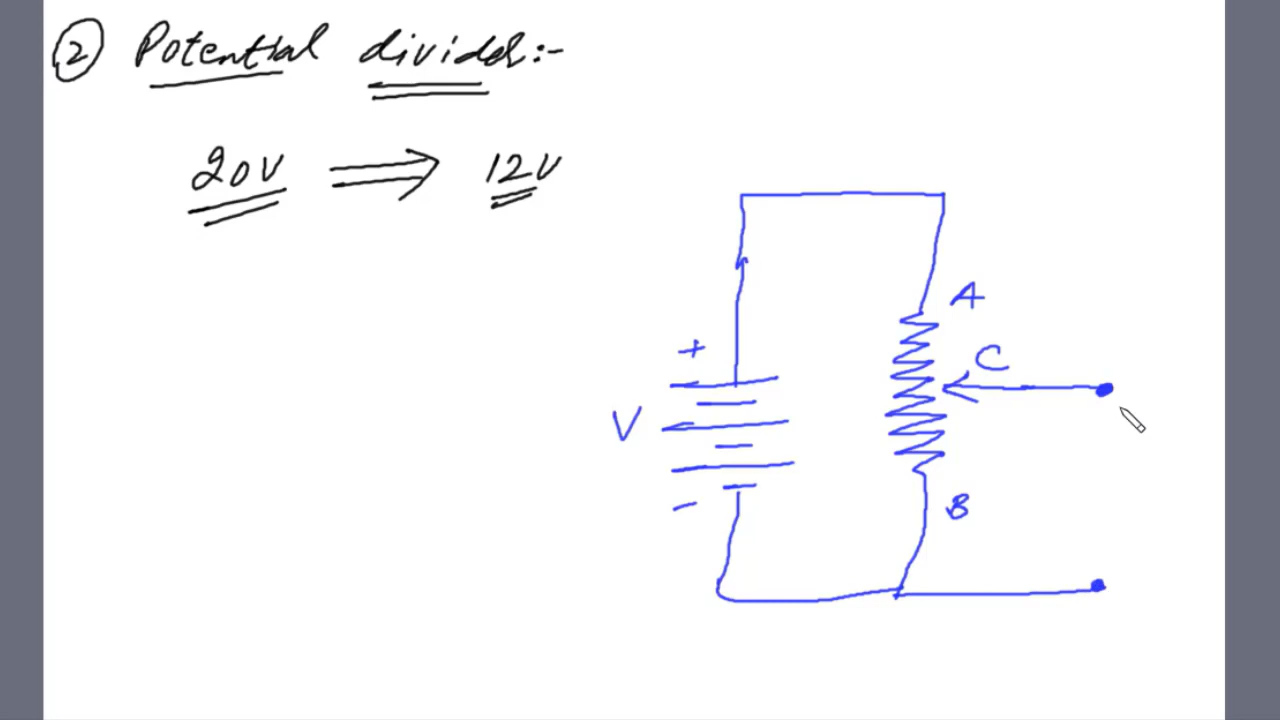 ② Potential divider:-
20V ⇒ 12V
A
+
C
V
-
B